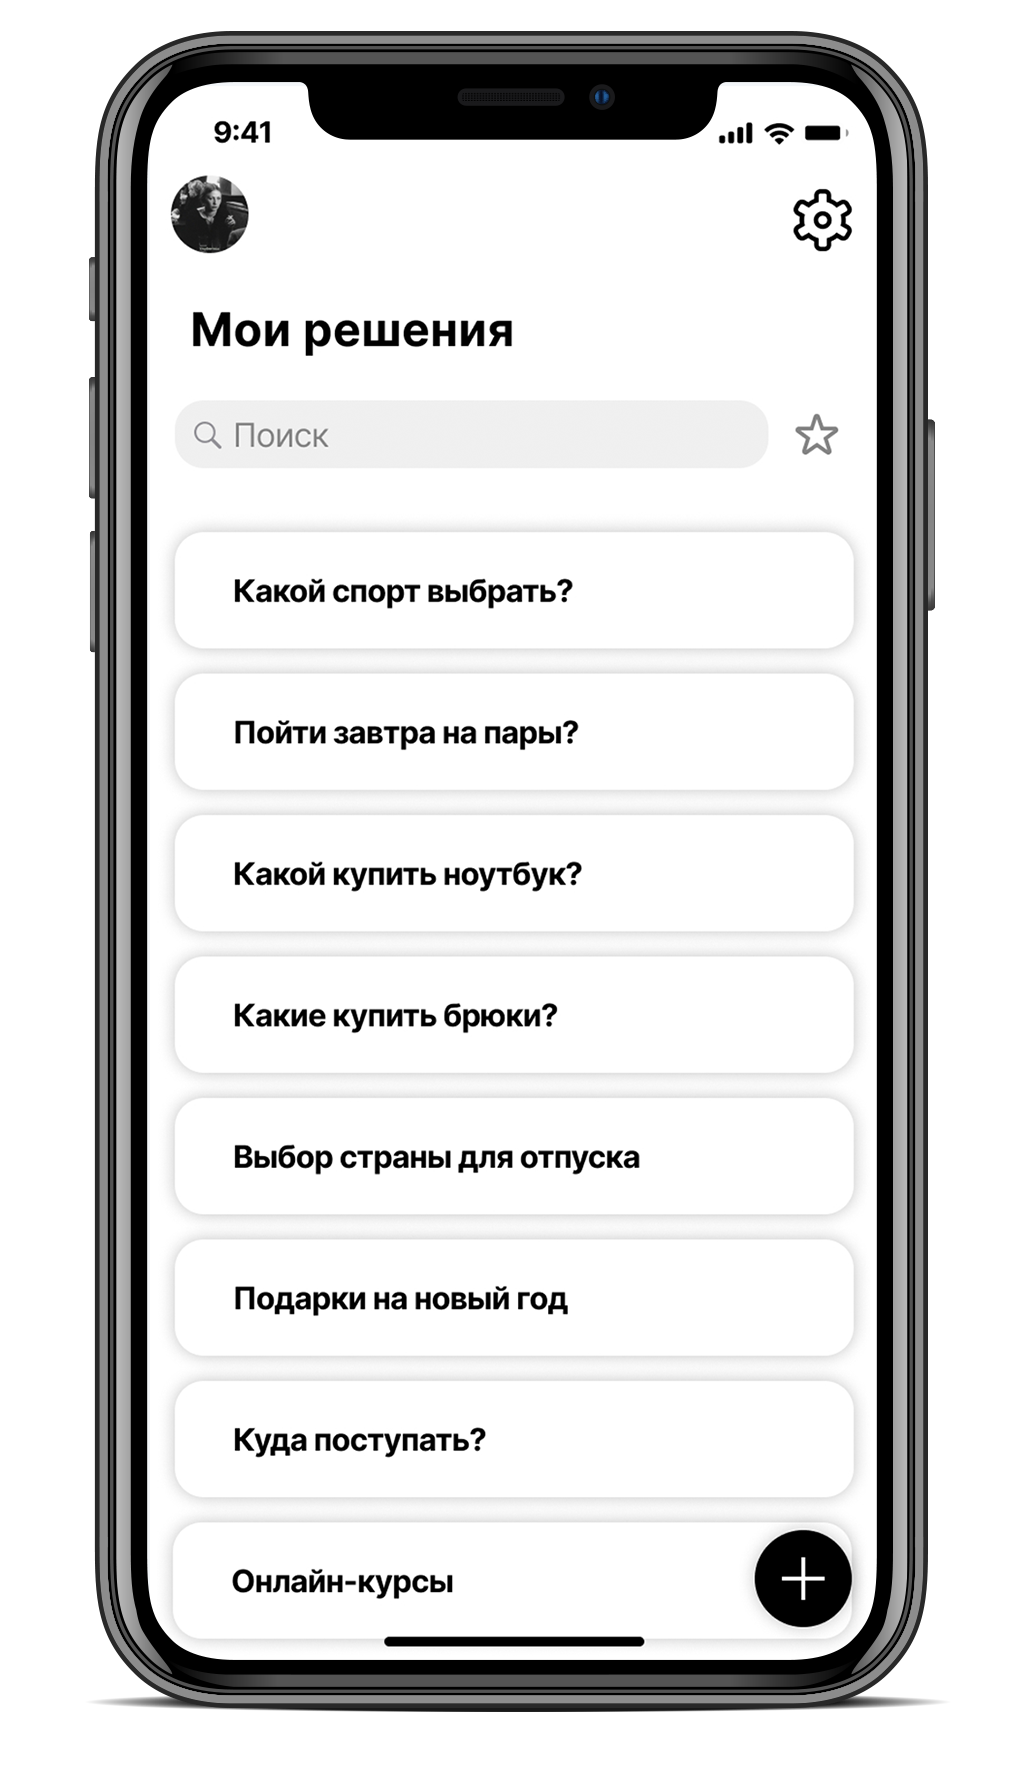 9:41
Мои решения
Поиск
Какой спорт выбрать?
Пойти завтра на пары?
Какой купить ноутбук?
Какие купить брюки?
Выбор страны для отпуска
Подарки на новый год
Куда поступать?
Онлайн-курсы